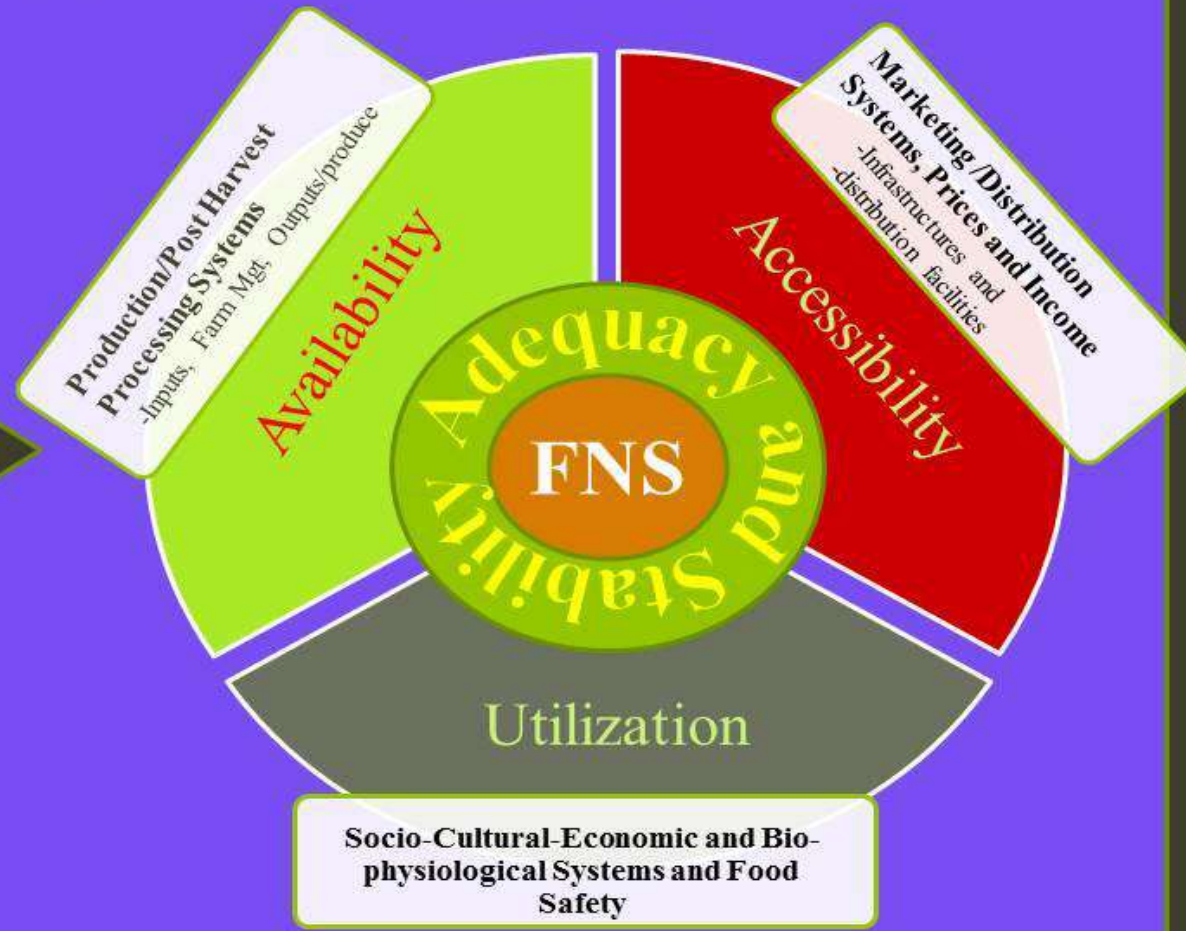 Production/Post Harvest
Processing Systems
-Inputs, Farm Mgt, Outputs/produce
Availability
Marketing /Distribution
Systems, Prices and Income
-Infrastructures and
-distribution facilities
Accessibility
Adequacy and Stability
FNS
Utilization
Socio-Cultural-Economic and Bio-
physiological Systems and Food
Safety